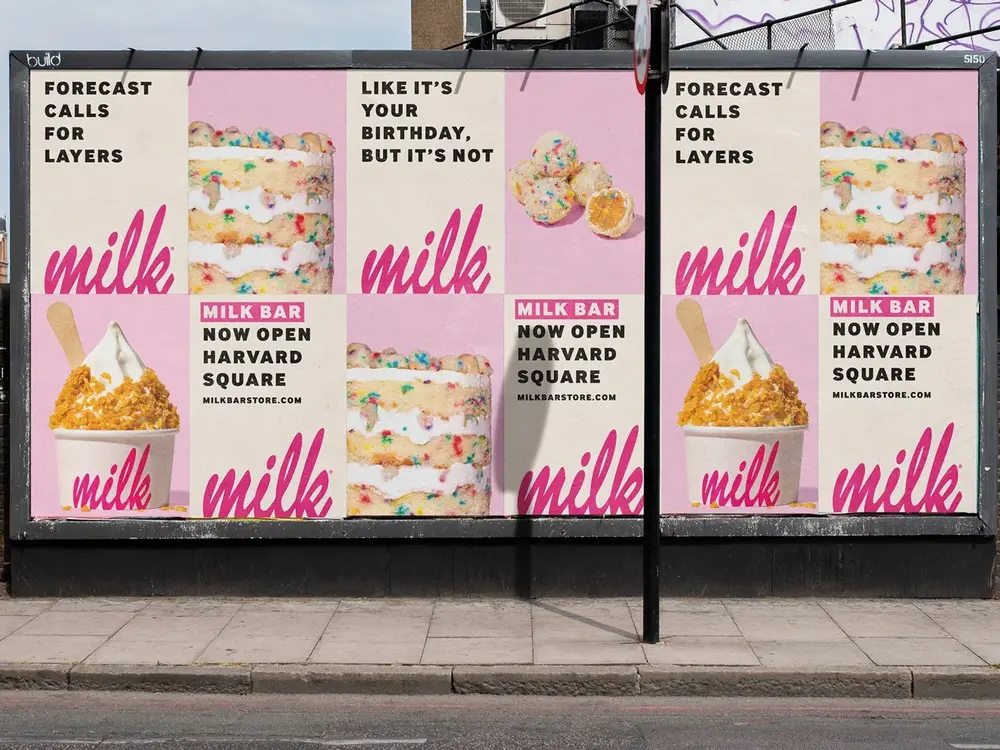 build
5150
FORECAST
CALLS
FOR
LAYERS
milk
LIKE IT'S
YOUR
BIRTHDAY,
BUT IT'S NOT
milk
FORECAST
CALLS
FOR
LAYERS
milk
milk
MILK BAR
NOW OPEN
HARVARD
SQUARE
MILKBARSTORE.COM
milk
MILK BAR
NOW OPEN
HARVARD
SQUARE
MILKBARSTORE.COM
milk
milk
MILK BAR
NOW OPEN
HARVARD
SQUARE
MILKBARSTORE.COM
milk